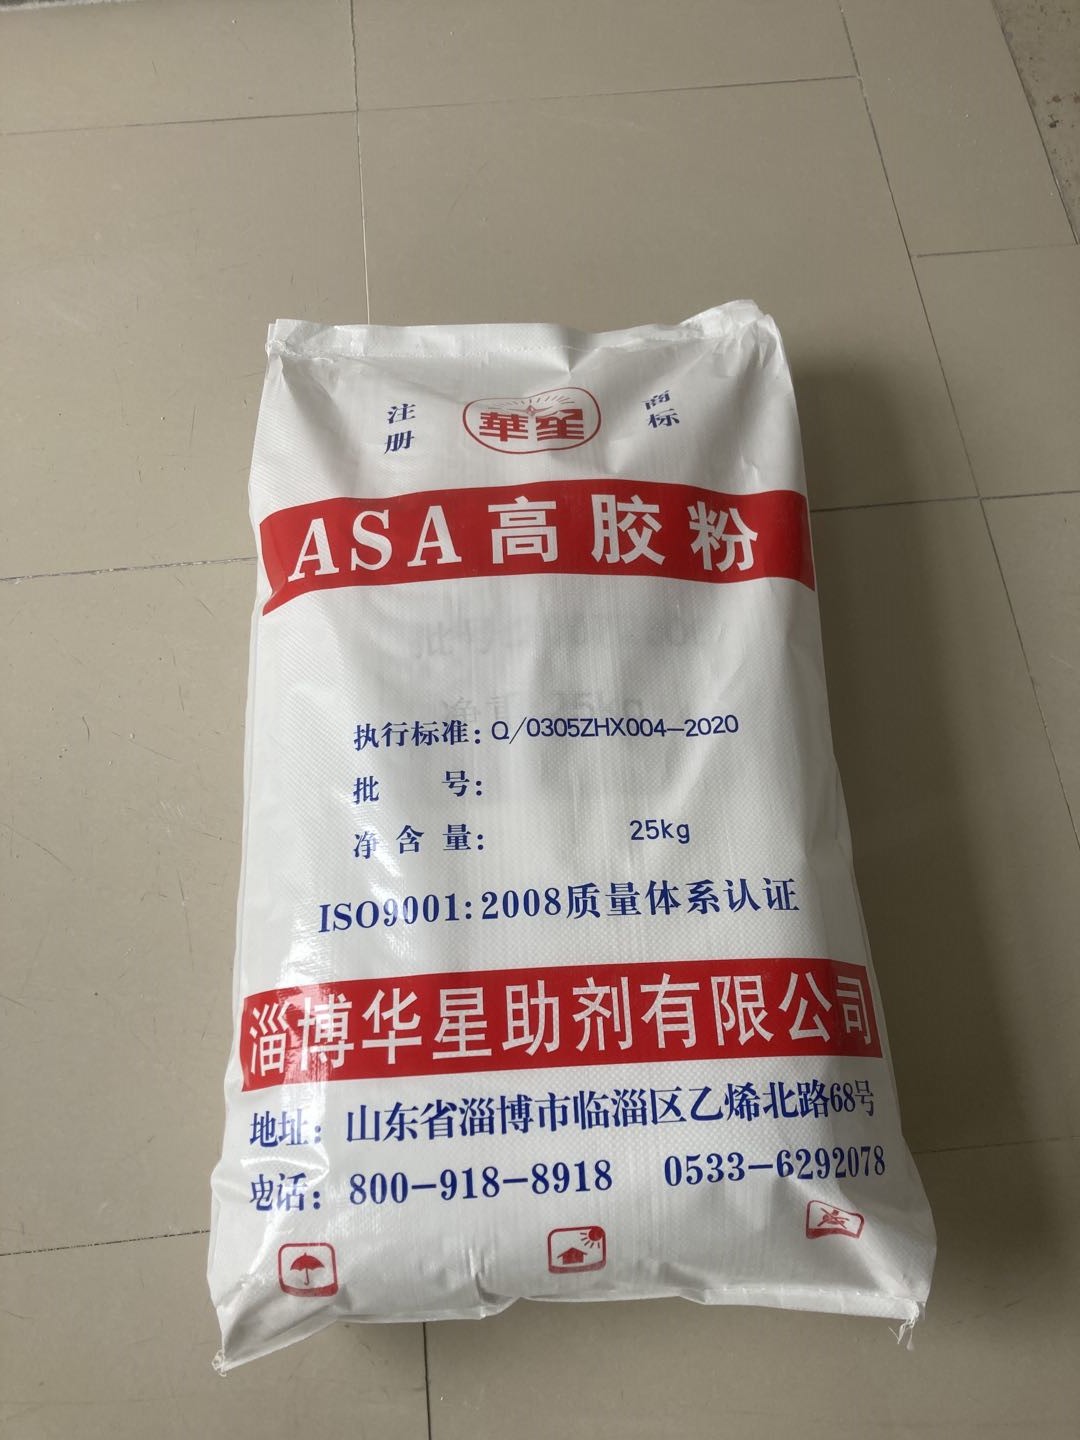 注册 華星 商标
ASA高胶粉
执行标准：Q/0305ZHX004-2020
批 号：
净含量： 25kg
ISO9001:2008质量体系认证
淄博华星助剂有限公司
地址：山东省淄博市临淄区乙烯北路68号
电话：800-918-8918 0533-6292078